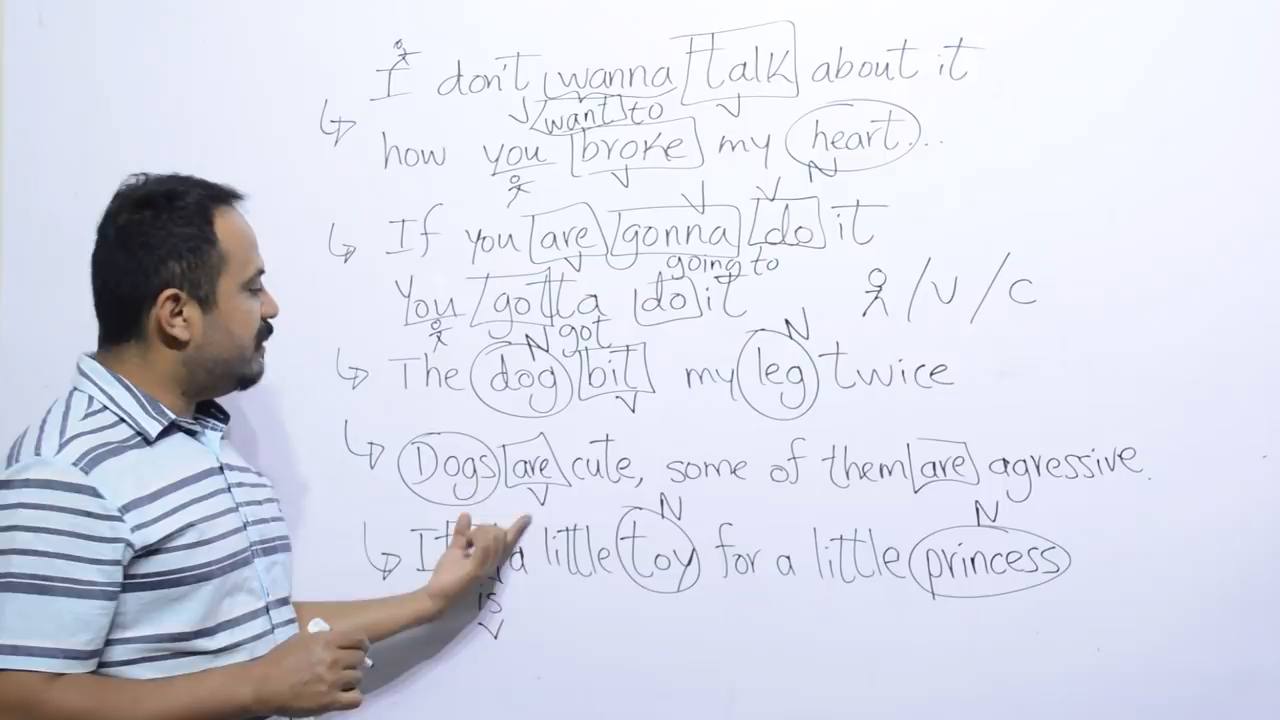 I don't wanna talk about it
V want to V
how you broke my heart...
V N
V V
If you are gonna do it
V going to
You gotta do it /V/C
N got N
The dog bit my leg twice
V
Dogs are cute, some of them are agressive.
V N N
a little toy for a little princess
is
V